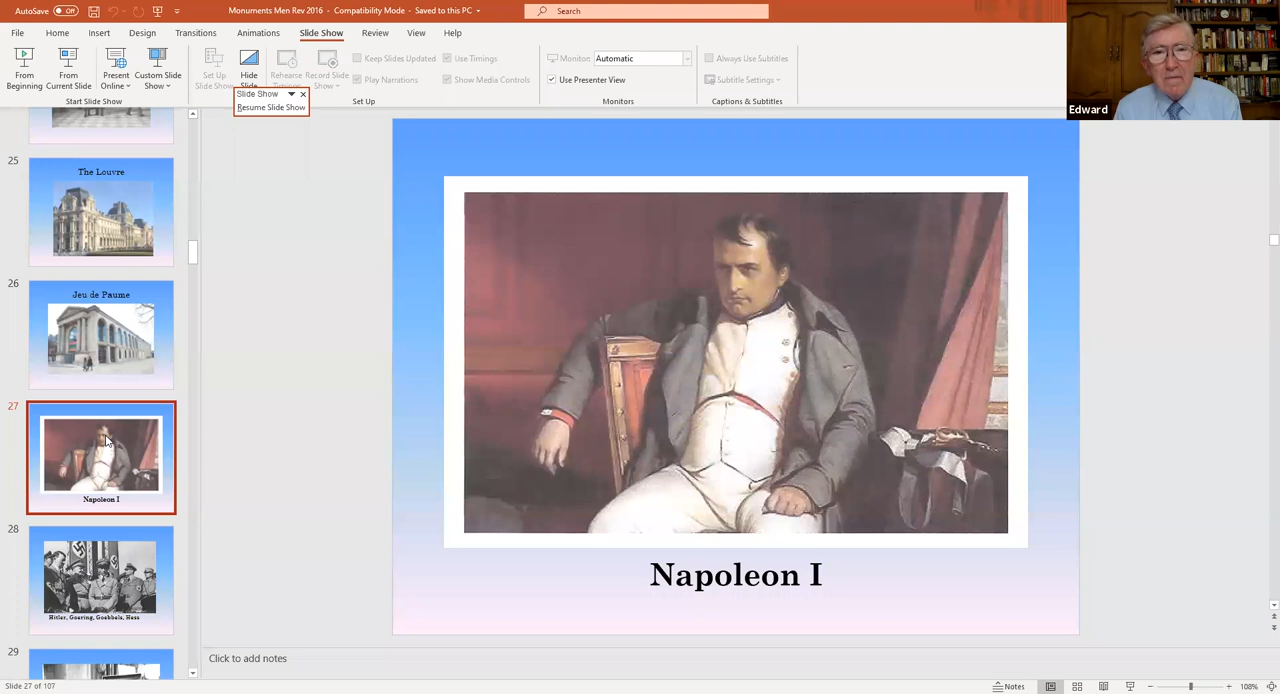 AutoSave Off
Monuments Men Rev 2016 - Compatibility Mode - Saved to this PC
Search
File Home Insert Design Transitions Animations Slide Show Review View Help
From Beginning
From Current Slide
Present Online
Custom Slide Show
Start Slide Show
Set Up Slide Show
Hide Slide
Rehearse
Record Slide Show
Keep Slides Updated
Play Narrations
Use Timings
Show Media Controls
Set Up
Monitor: Automatic
Use Presenter View
Monitors
Always Use Subtitles
Subtitle Settings
Captions & Subtitles
Slide Show
Resume Slide Show
Edward
25
The Louvre
26
Jeu de Paume
27
Napoleon I
28
Hitler, Goering, Goebbels, Hess
29
Napoleon I
Click to add notes
Slide 27 of 107
Notes
108%